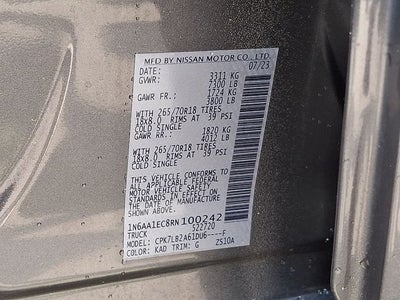 MFD BY NISSAN MOTOR CO., LTD.
DATE: 07/23
GVWR: 3311 KG
7300 LB
GAWR FR.: 1724 KG
3800 LB
WITH 265/70R18 TIRES
18x8.0 RIMS AT 39 PSI
COLD SINGLE
GAWR RR.: 1820 KG
4012 LB
WITH 265/70R18 TIRES
18x8.0 RIMS AT 39 PSI
COLD SINGLE
THIS VEHICLE CONFORMS
TO ALL APPLICABLE FEDERAL
MOTOR VEHICLE SAFETY
STANDARDS IN EFFECT ON
THE DATE OF MANUFACTURE
SHOWN ABOVE.
1N6AA1EC8RN100242
TRUCK 522720
MODEL: CPK7LB2A61DU6----F
COLOR: KAD TRIM: G Z510A